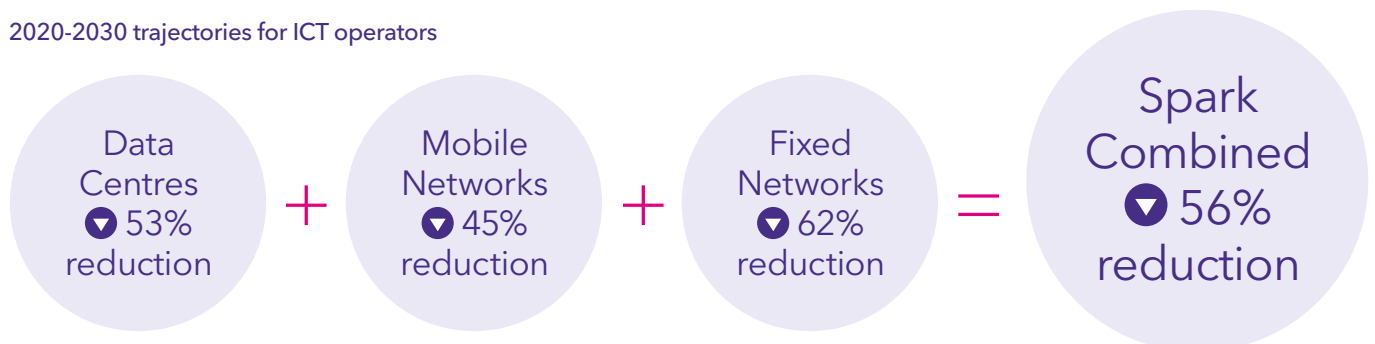 2020-2030 trajectories for ICT operators
Data
Centres
53%
reduction
+
Mobile
Networks
45%
reduction
+
Fixed
Networks
62%
reduction
=
Spark
Combined
56%
reduction